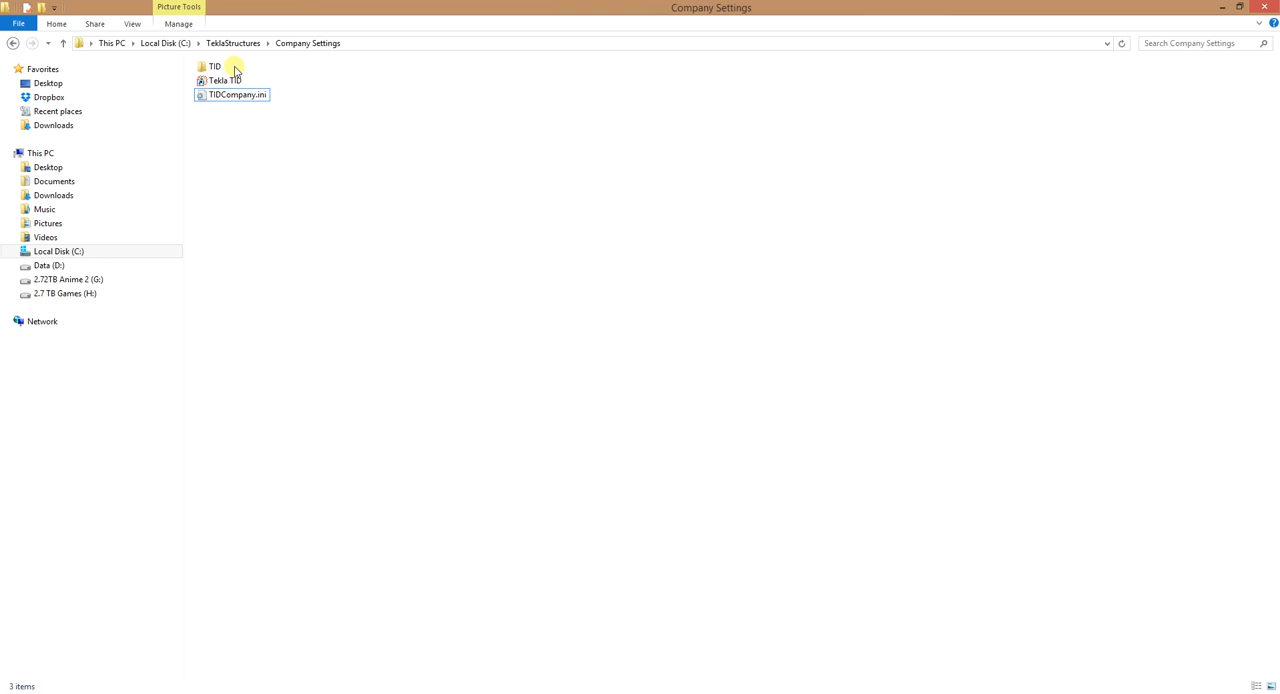 Picture Tools
Company Settings
File Home Share View Manage
This PC Local Disk (C:) TeklaStructures Company Settings
Search Company Settings
Favorites
Desktop
Dropbox
Recent places
Downloads
This PC
Desktop
Documents
Downloads
Music
Pictures
Videos
Local Disk (C:)
Data (D:)
2.72TB Anime 2 (G:)
2.7 TB Games (H:)
Network
TID
Tekla TID
TIDCompany.ini
3 items